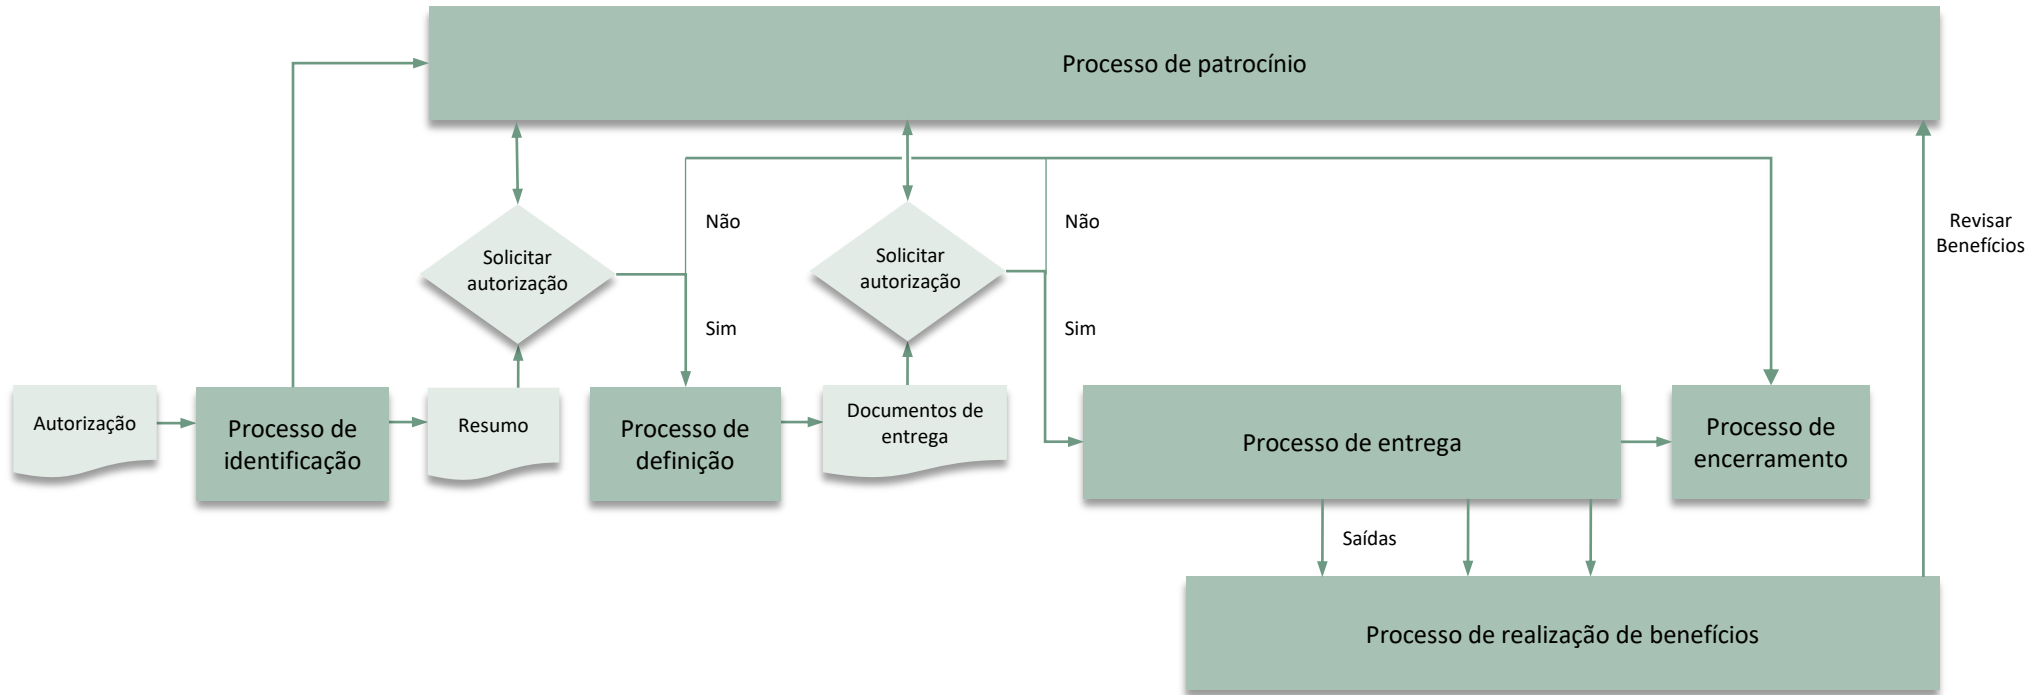 Processo de patrocínio
Não
Não
Revisar
Benefícios
Solicitar
autorização
Solicitar
autorização
Sim
Sim
Autorização
Processo de
identificação
Resumo
Processo de
definição
Documentos de
entrega
Processo de entrega
Processo de
encerramento
Saídas
Processo de realização de benefícios